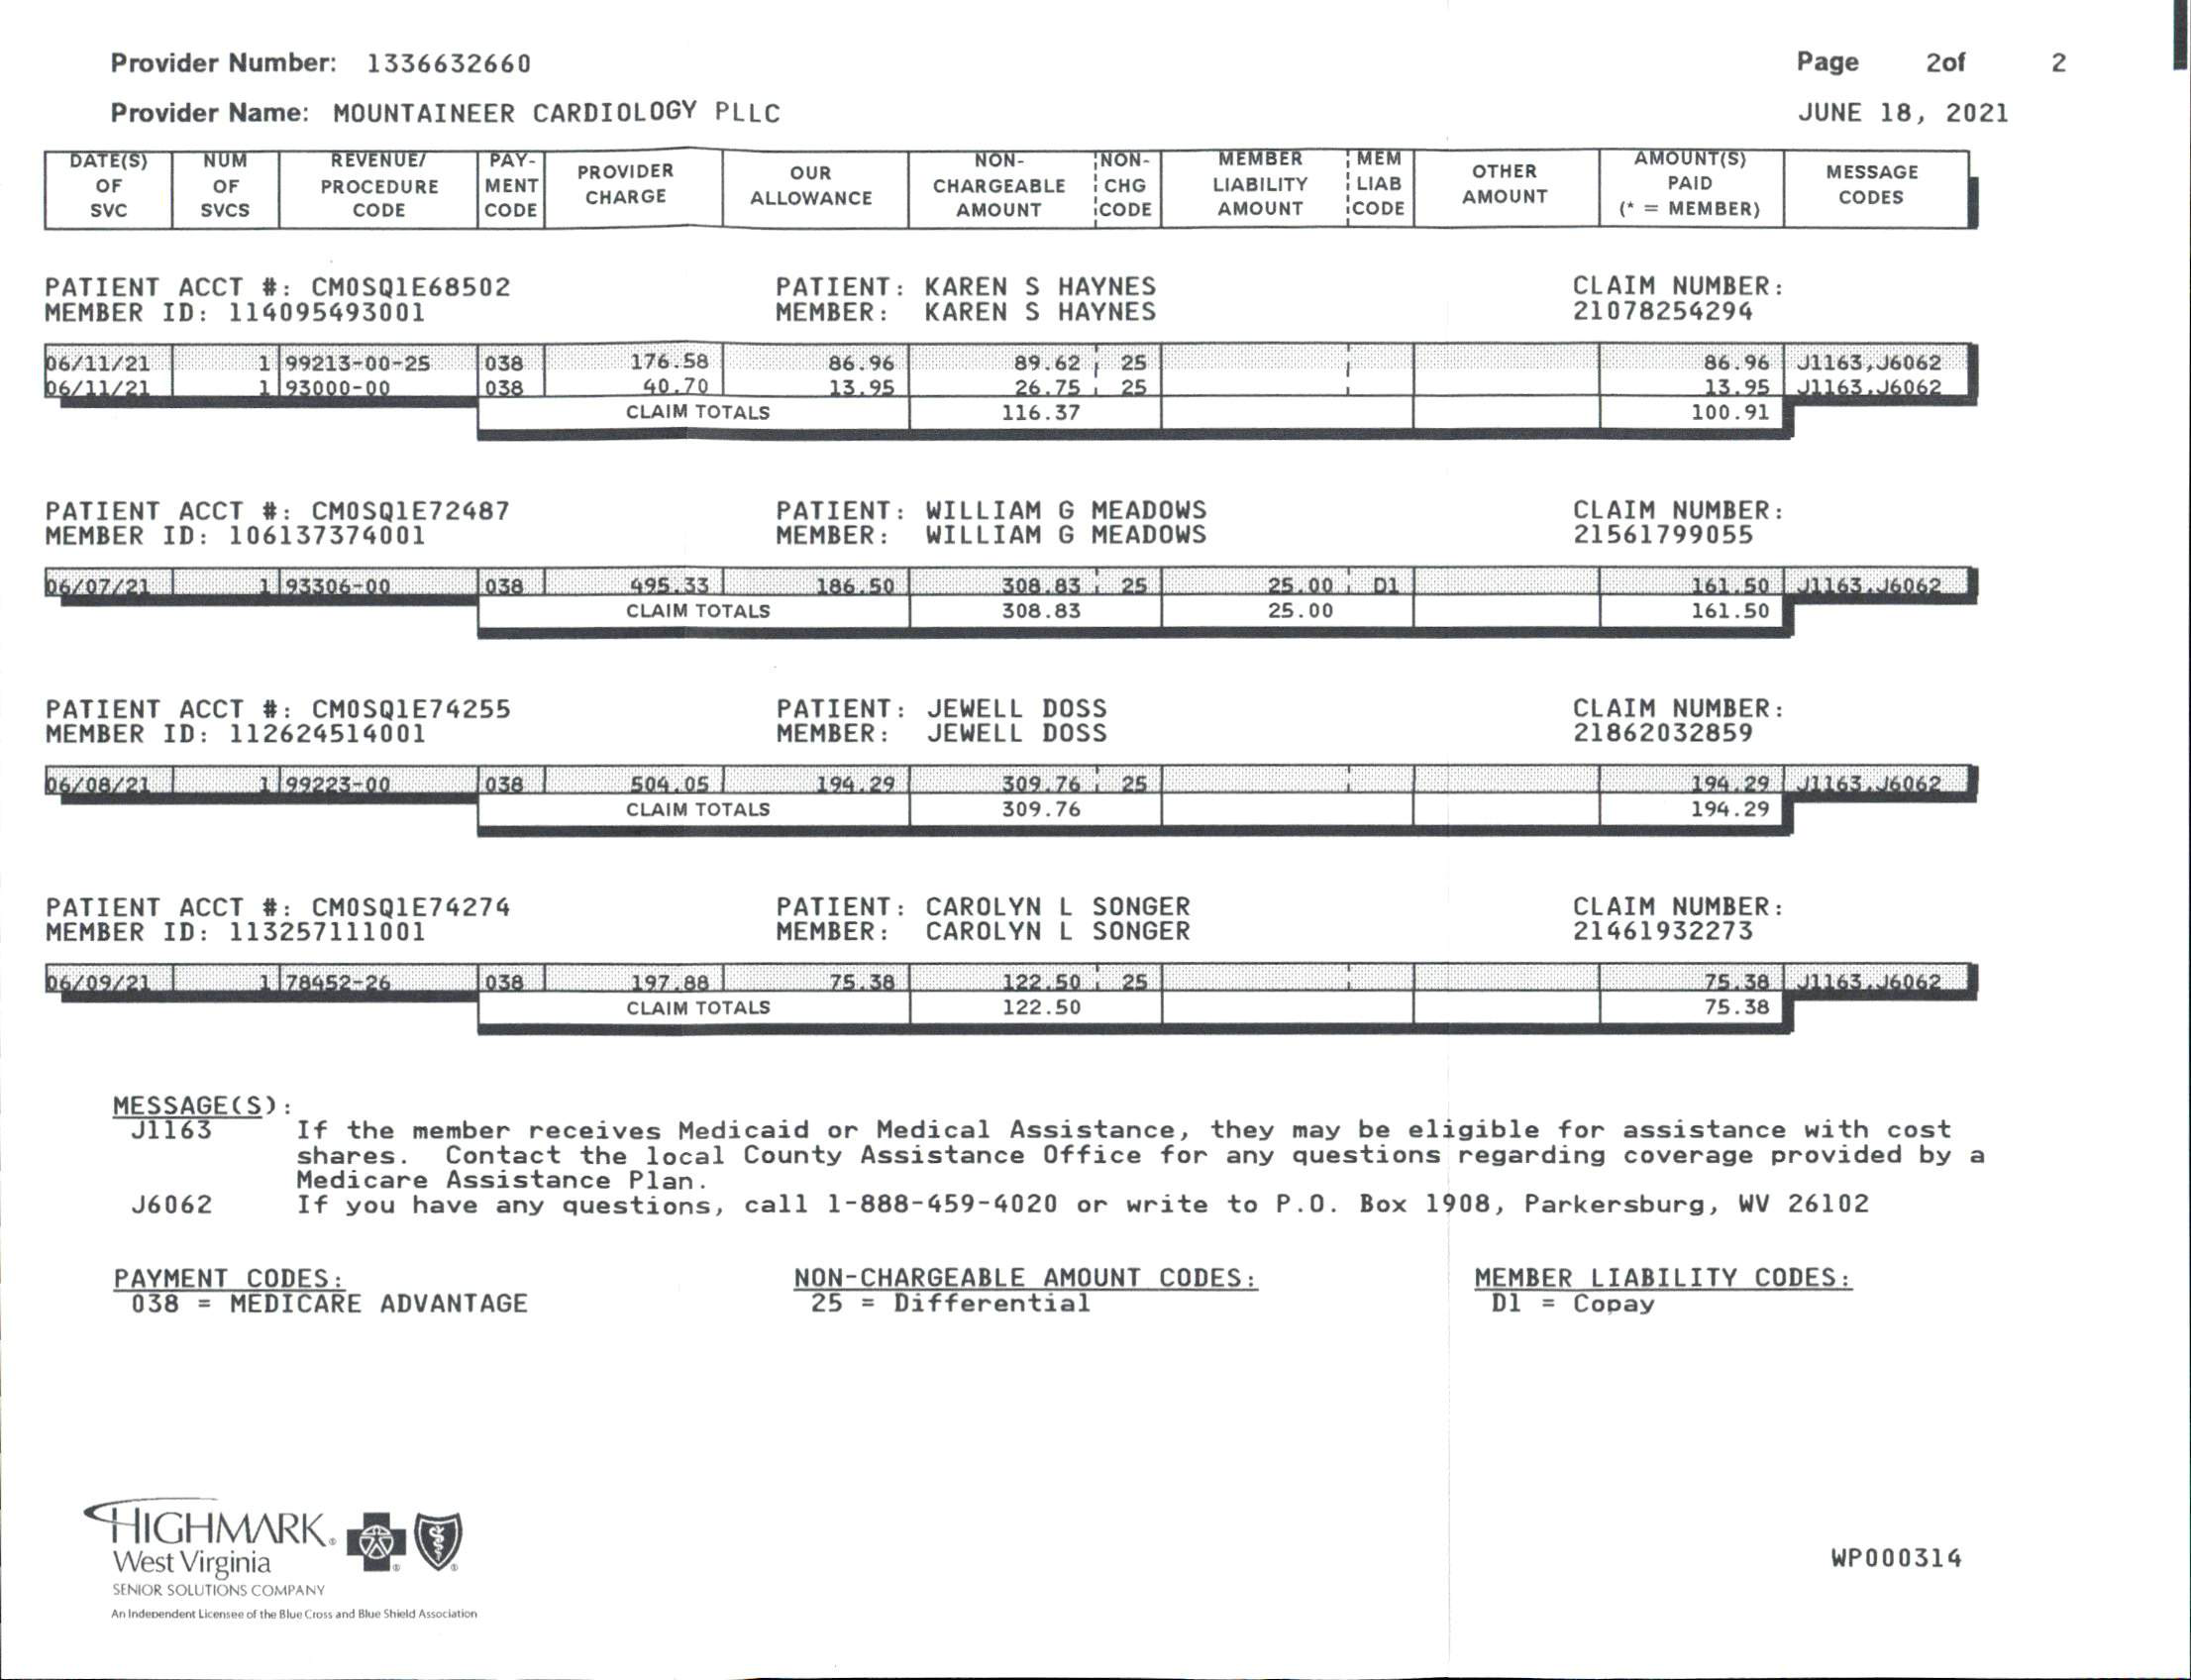 Provider Number: 1336632660 Page 2of 2
Provider Name: MOUNTAINEER CARDIOLOGY PLLC JUNE 18, 2021
DATE(S) OF SVC NUM OF SVCS REVENUE/ PROCEDURE CODE PAY- MENT CODE PROVIDER CHARGE OUR ALLOWANCE NON- CHARGEABLE AMOUNT NON- CHG CODE MEMBER LIABILITY AMOUNT MEM LIAB CODE OTHER AMOUNT AMOUNT(S) PAID (* = MEMBER) MESSAGE CODES
PATIENT ACCT #: CMOSQ1E68502 PATIENT: KAREN S HAYNES CLAIM NUMBER:
MEMBER ID: 114095493001 MEMBER: KAREN S HAYNES 21078254294
06/11/21 1 99213-00-25 038 176.58 86.96 89.62 25 86.96 J1163,J6062
06/11/21 1 93000-00 038 40.70 13.95 26.75 25 13.95 J1163,J6062
CLAIM TOTALS 116.37 100.91
PATIENT ACCT #: CMOSQ1E72487 PATIENT: WILLIAM G MEADOWS CLAIM NUMBER:
MEMBER ID: 106137374001 MEMBER: WILLIAM G MEADOWS 21561799055
06/07/21 1 93306-00 038 495.33 186.50 308.83 25 25.00 D1 161.50 J1163,J6062
CLAIM TOTALS 308.83 25.00 161.50
PATIENT ACCT #: CMOSQ1E74255 PATIENT: JEWELL DOSS CLAIM NUMBER:
MEMBER ID: 112624514001 MEMBER: JEWELL DOSS 21862032859
06/08/21 1 99223-00 038 504.05 194.29 309.76 25 194.29 J1163,J6062
CLAIM TOTALS 309.76 194.29
PATIENT ACCT #: CMOSQ1E74274 PATIENT: CAROLYN L SONGER CLAIM NUMBER:
MEMBER ID: 113257111001 MEMBER: CAROLYN L SONGER 21461932273
06/09/21 1 78452-26 038 197.88 75.38 122.50 25 75.38 J1163,J6062
CLAIM TOTALS 122.50 75.38
MESSAGE(S):
J1163 If the member receives Medicaid or Medical Assistance, they may be eligible for assistance with cost
shares. Contact the local County Assistance Office for any questions regarding coverage provided by a
Medicare Assistance Plan.
J6062 If you have any questions, call 1-888-459-4020 or write to P.O. Box 1908, Parkersburg, WV 26102
PAYMENT CODES: NON-CHARGEABLE AMOUNT CODES: MEMBER LIABILITY CODES:
038 = MEDICARE ADVANTAGE 25 = Differential D1 = Copay
HIGHMARK®
West Virginia
SENIOR SOLUTIONS COMPANY
An Independent Licensee of the Blue Cross and Blue Shield Association
WP000314